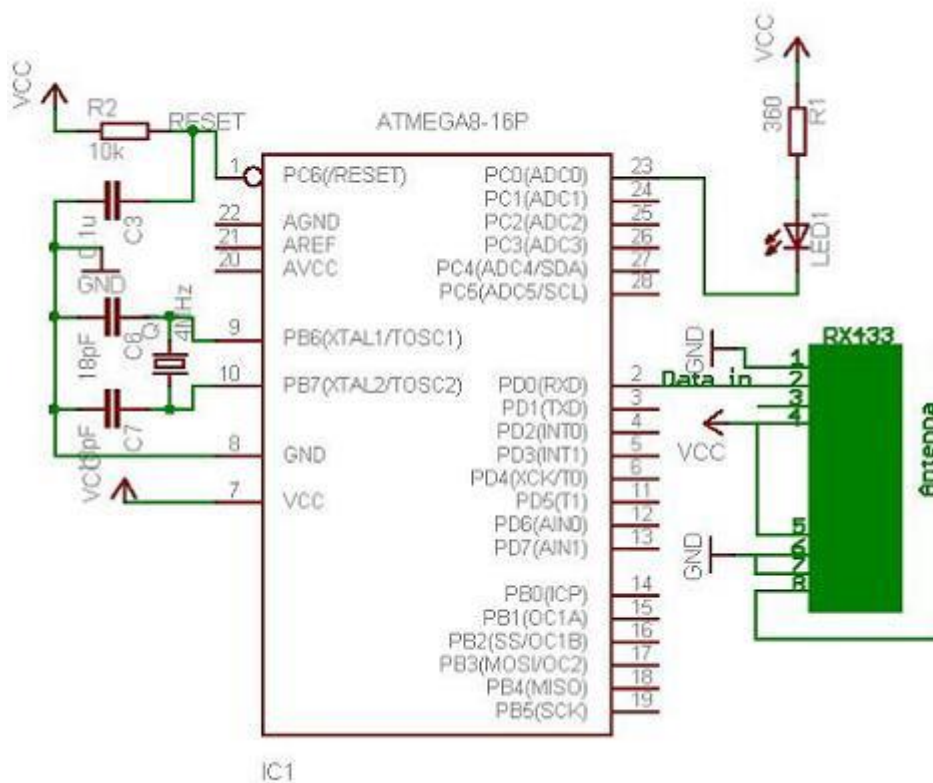 VCC
R2
10k
RESET
ATMEGA8-16P
VCC
360
R1
LED1
1
PC6(/RESET)
22
AGND
21
AREF
20
AVCC
9
PB6(XTAL1/TOSC1)
10
PB7(XTAL2/TOSC2)
8
GND
7
VCC
PC0(ADC0)
23
PC1(ADC1)
24
PC2(ADC2)
25
PC3(ADC3)
26
PC4(ADC4/SDA)
27
PC5(ADC5/SCL)
28
PD0(RXD)
2
PD1(TXD)
3
PD2(INT0)
4
PD3(INT1)
5
PD4(XCK/T0)
6
PD5(T1)
11
PD6(AIN0)
12
PD7(AIN1)
13
PB0(ICP)
14
PB1(OC1A)
15
PB2(SS/OC1B)
16
PB3(MOSI/OC2)
17
PB4(MISO)
18
PB5(SCK)
19
0.1u
C3
GND
18pF
C6
4MHz
C7
VCC
IC1
GND
Data in
VCC
GND
RX433
1
2
3
4
5
6
7
Antenna